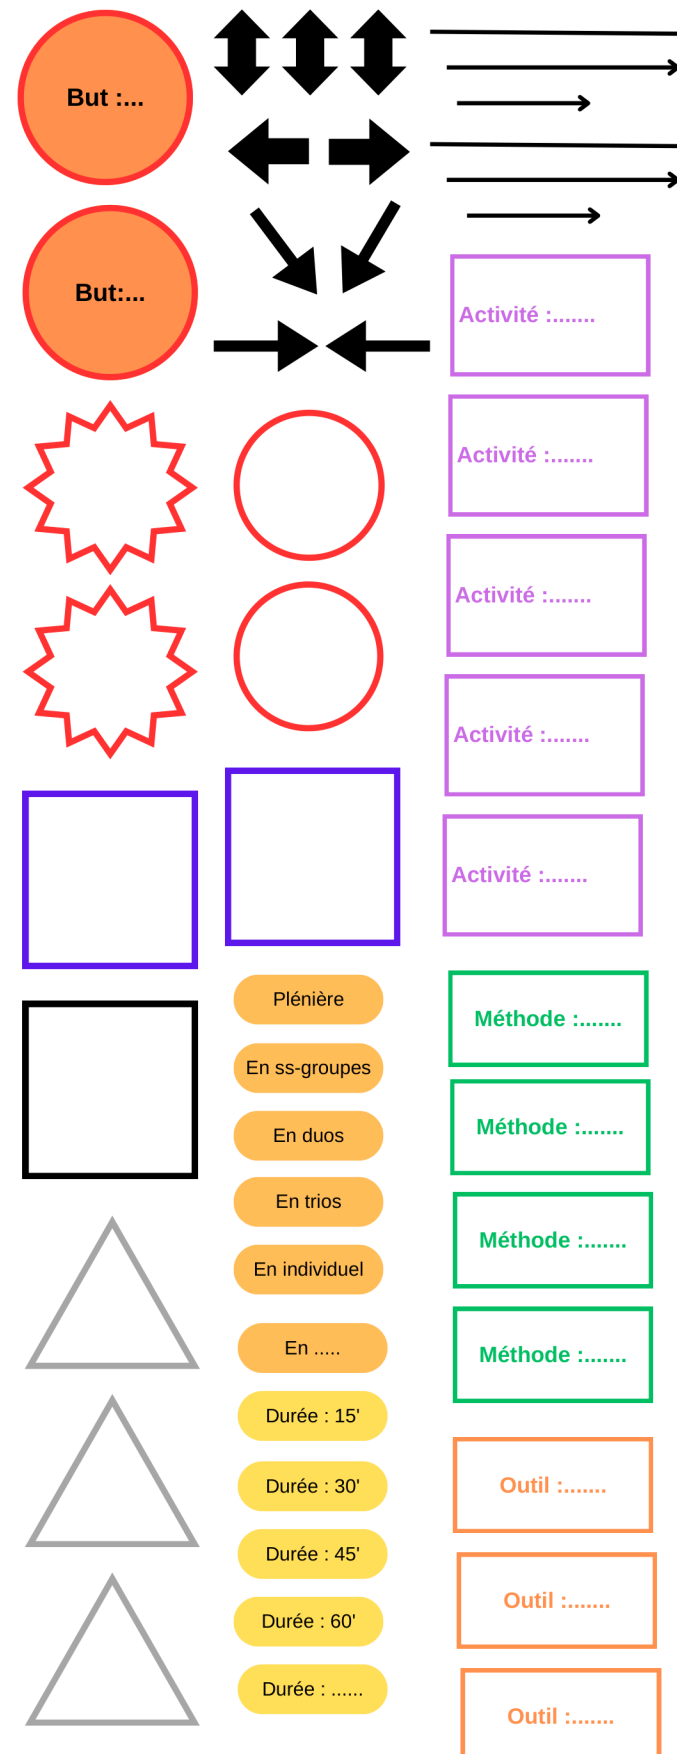 But :...
But:...
Activité :.......
Activité :.......
Activité :.......
Activité :.......
Activité :.......
Plénière
En ss-groupes
En duos
En trios
En individuel
En .....
Durée : 15'
Durée : 30'
Durée : 45'
Durée : 60'
Durée : ......
Méthode :.......
Méthode :.......
Méthode :.......
Méthode :.......
Outil :.......
Outil :.......
Outil :.......